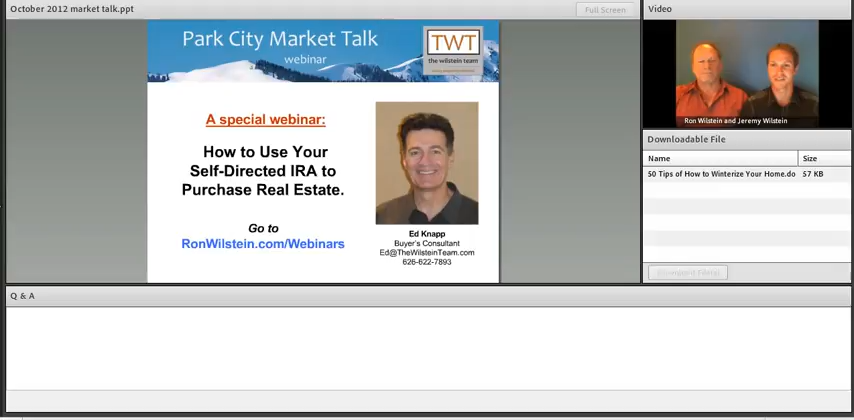 October 2012 market talk.ppt
Full Screen
Park City Market Talk
webinar
TWT
the wilstein team
A special webinar:
How to Use Your
Self-Directed IRA to
Purchase Real Estate.
Go to
RonWilstein.com/Webinars
Ed Knapp
Buyer's Consultant
Ed@TheWilsteinTeam.com
626-622-7893
Video
Ron Wilstein and Jeremy Wilstein
Downloadable File
Name Size
50 Tips of How to Winterize Your Home.do 57 KB
Q & A